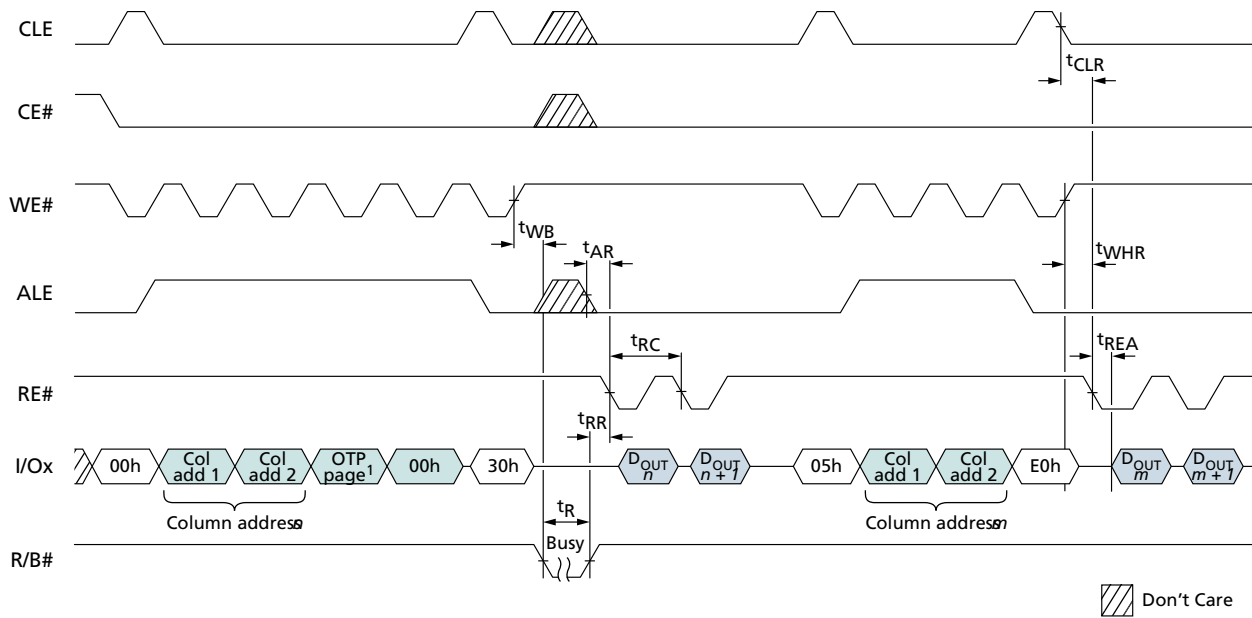 CLE
tCLR
CE#
WE#
tWB
tAR
tWHR
ALE
tRC
tREA
RE#
tRR
I/Ox
00h
Col add 1
Col add 2
OTP page1
00h
30h
DOUT n
DOUT n + 1
05h
Col add 1
Col add 2
E0h
DOUT m
DOUT m + 1
Column address n
tR
Column address m
Busy
R/B#
Don't Care